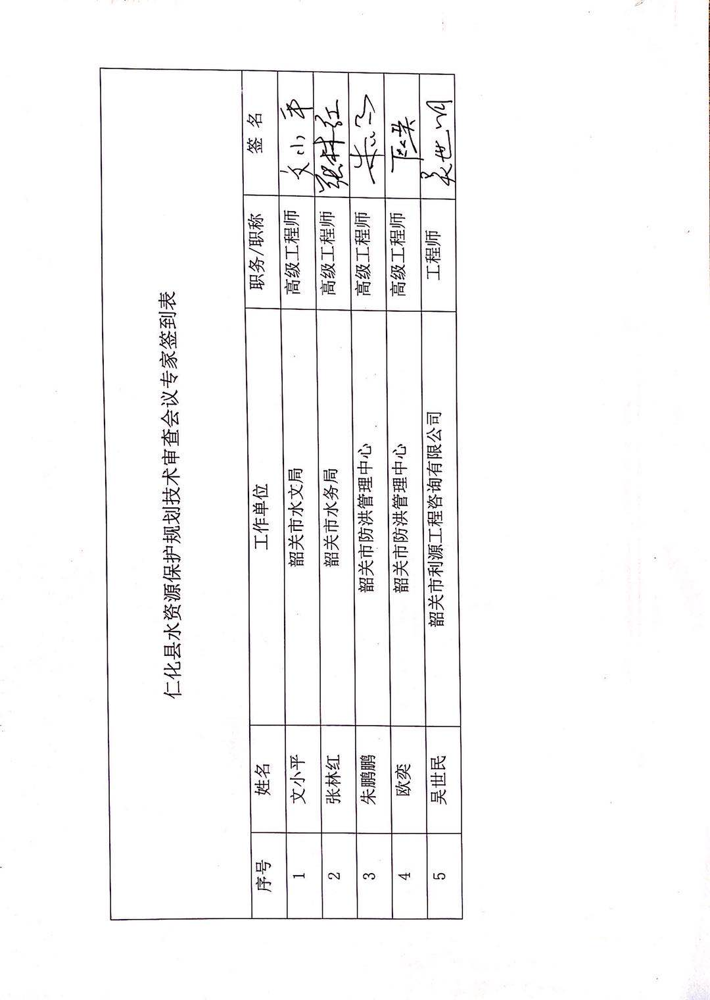 仁化县水资源保护规划技术审查会议专家签到表
序号 姓名 工作单位 职务/职称 签 名
1 文小平 韶关市水文局 高级工程师 文小平
2 张林红 韶关市水务局 高级工程师 张林红
3 朱鹏鹏 韶关市防洪管理中心 高级工程师
4 欧奕 韶关市防洪管理中心 高级工程师 欧奕
5 吴世民 韶关市利源工程咨询有限公司 工程师 吴世民